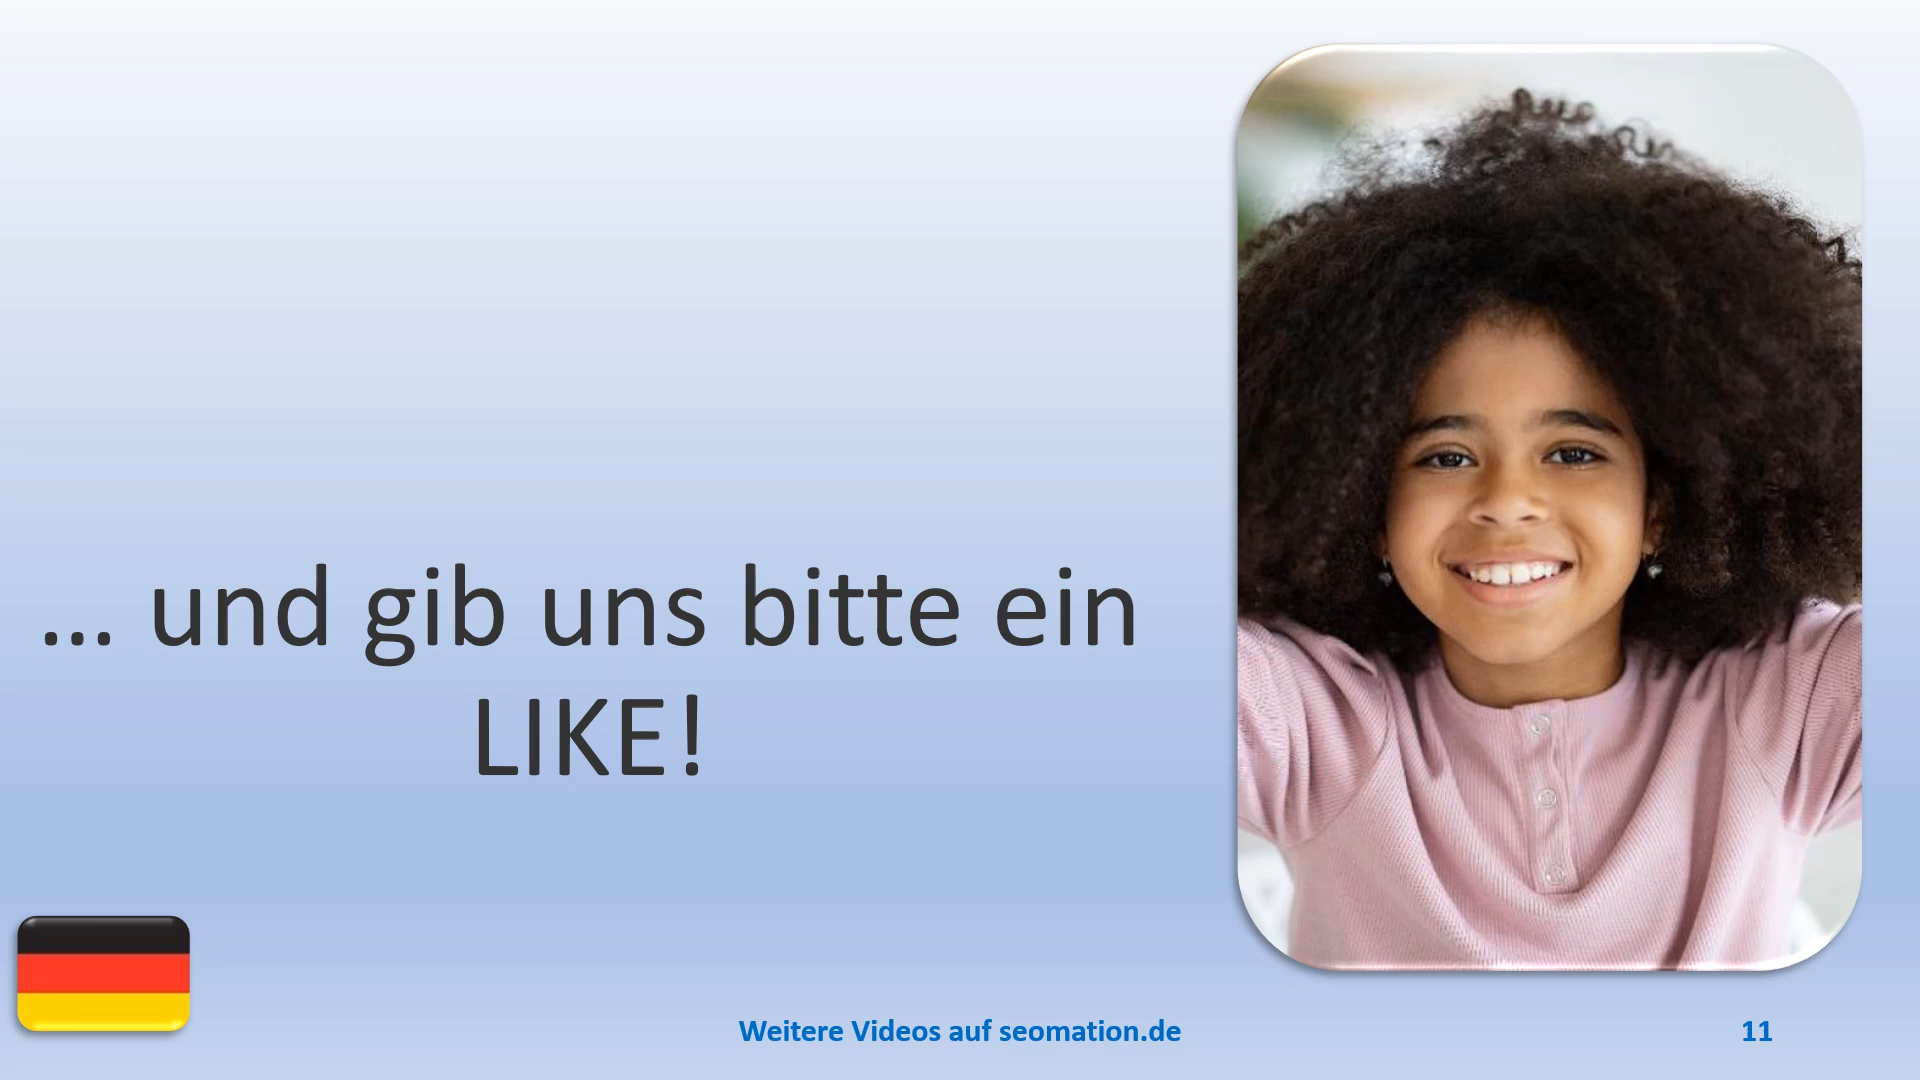 ... und gib uns bitte ein
LIKE!
Weitere Videos auf seomation.de
11